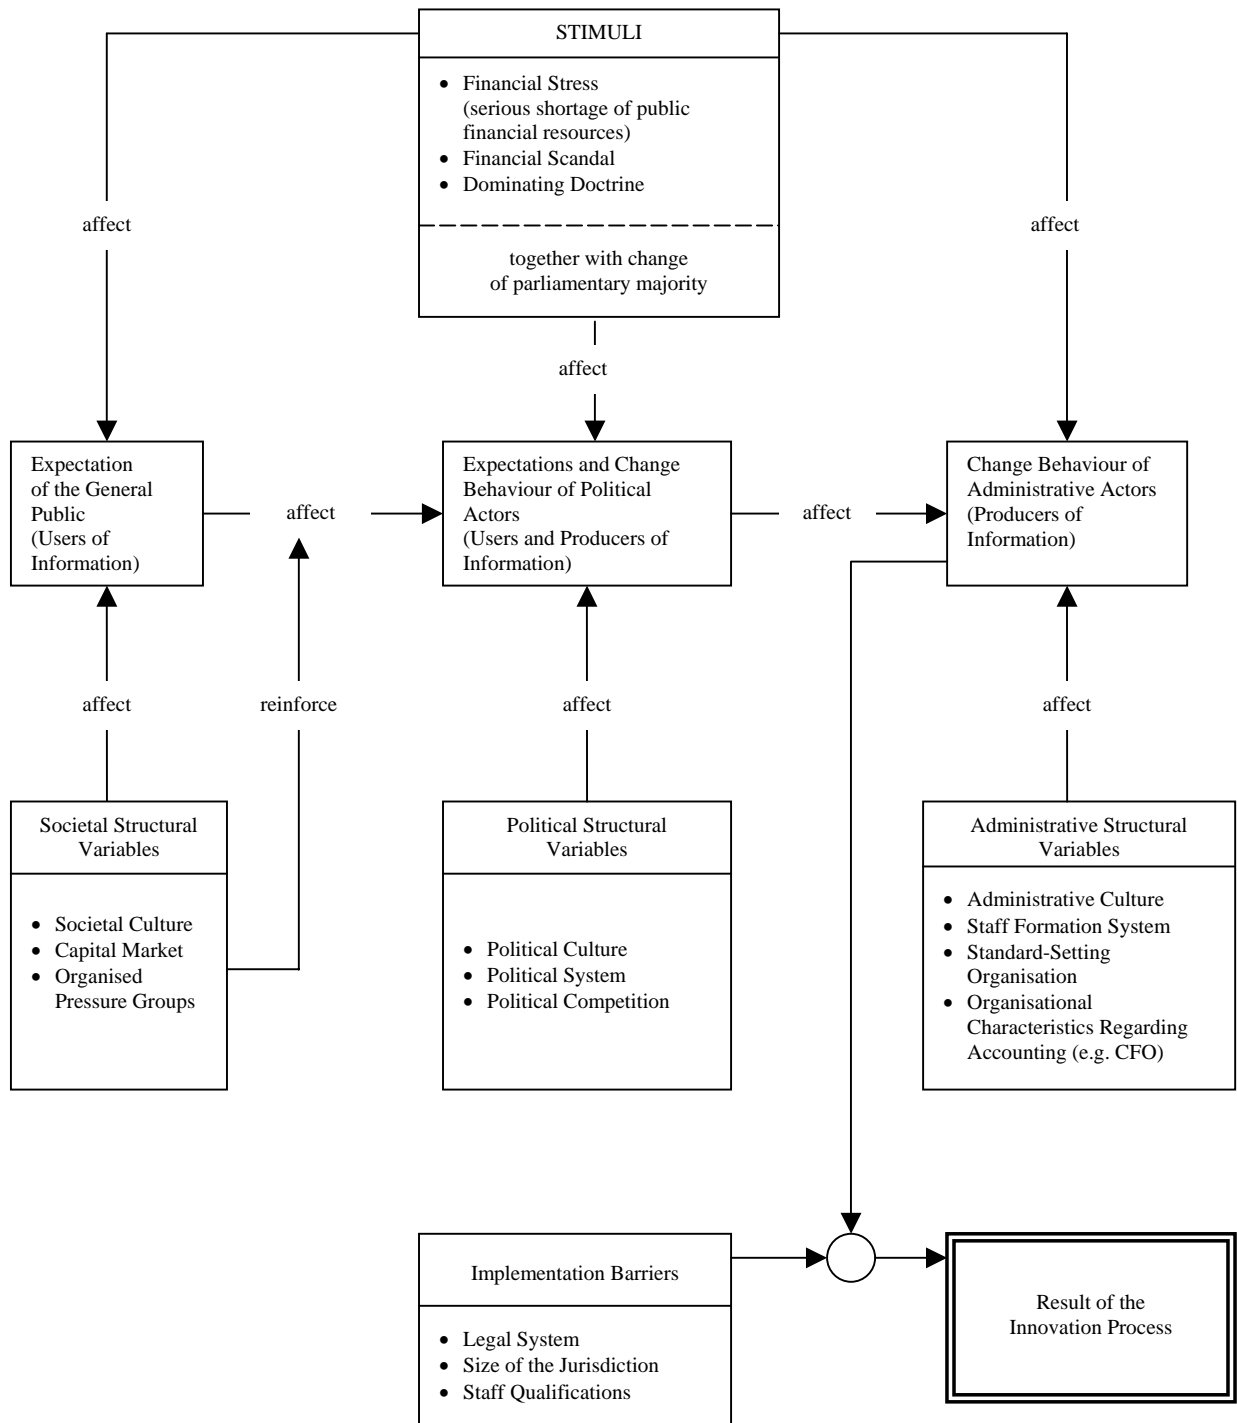 STIMULI
• Financial Stress
(serious shortage of public
financial resources)
• Financial Scandal
• Dominating Doctrine
together with change
of parliamentary majority
affect
affect
affect
Expectation
of the General
Public
(Users of
Information)
affect
Expectations and Change
Behaviour of Political
Actors
(Users and Producers of
Information)
affect
Change Behaviour of
Administrative Actors
(Producers of
Information)
affect
reinforce
affect
affect
Societal Structural
Variables
• Societal Culture
• Capital Market
• Organised
Pressure Groups
Political Structural
Variables
• Political Culture
• Political System
• Political Competition
Administrative Structural
Variables
• Administrative Culture
• Staff Formation System
• Standard-Setting
Organisation
• Organisational
Characteristics Regarding
Accounting (e.g. CFO)
Implementation Barriers
• Legal System
• Size of the Jurisdiction
• Staff Qualifications
Result of the
Innovation Process